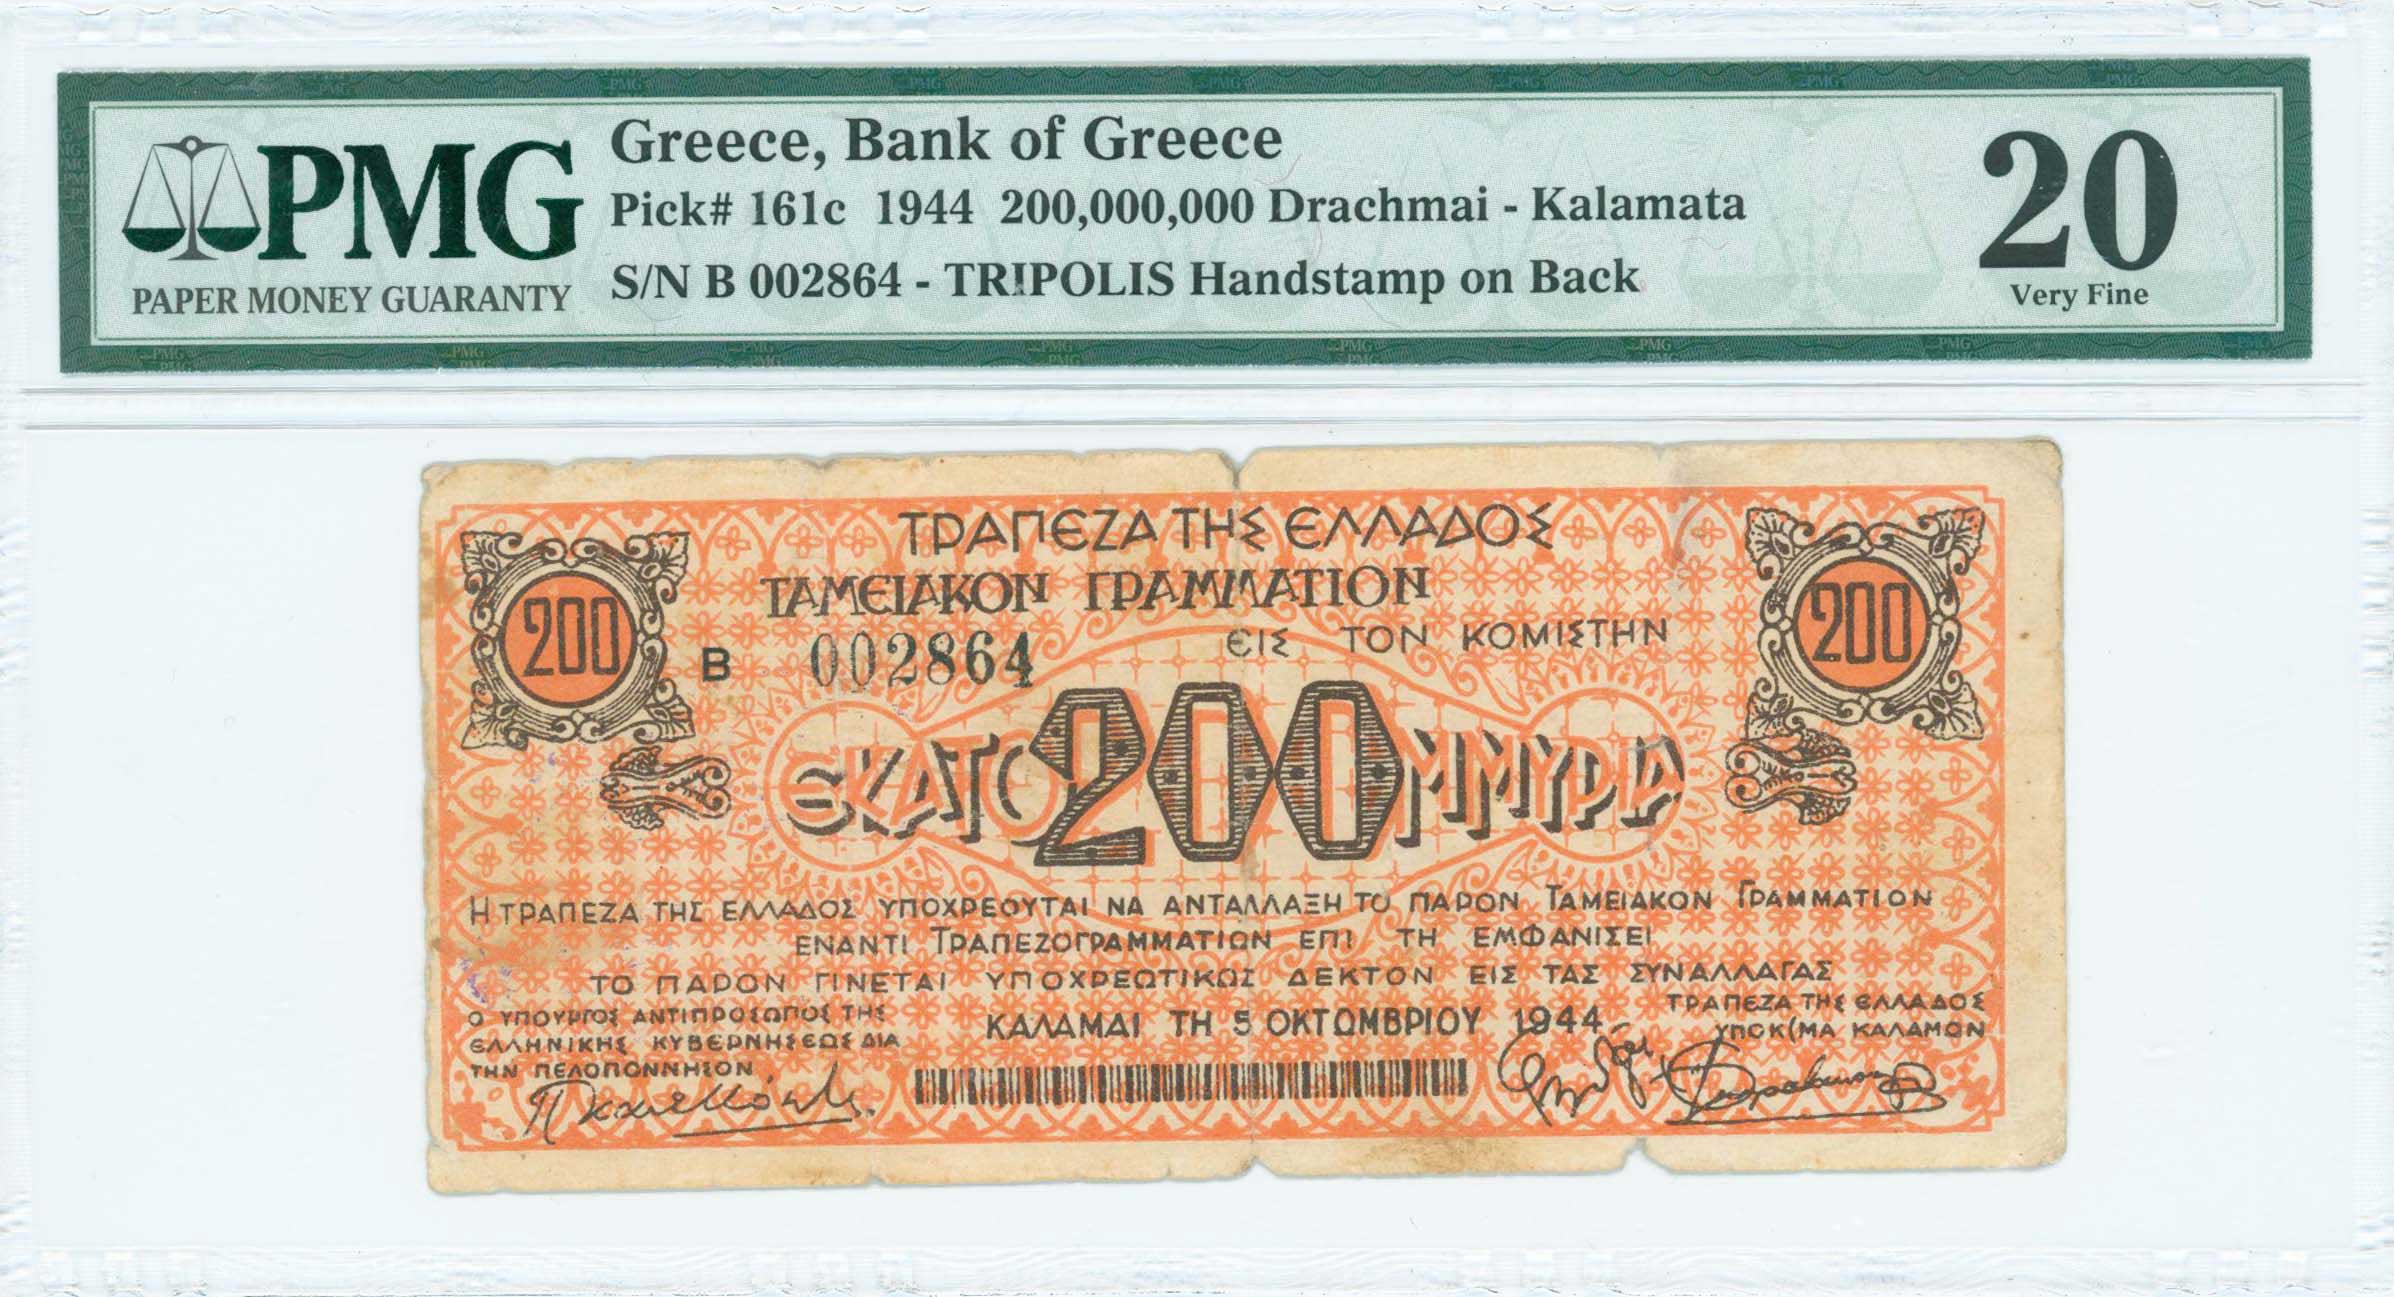 PMG
PAPER MONEY GUARANTY
Greece, Bank of Greece
Pick# 161c 1944 200,000,000 Drachmai - Kalamata
S/N B 002864 - TRIPOLIS Handstamp on Back
20
Very Fine
ΤΡΑΠΕΖΑ ΤΗΣ ΕΛΛΑΔΟΣ
ΤΑΜΕΙΑΚΟΝ ΓΡΑΜΜΑΤΙΟΝ
ΕΙΣ ΤΟΝ ΚΟΜΙΣΤΗΝ
200
200
B 002864
ΕΚΑΤΟ 200 ΜΜΥΡΙΑ
Η ΤΡΑΠΕΖΑ ΤΗΣ ΕΛΛΑΔΟΣ ΥΠΟΧΡΕΟΥΤΑΙ ΝΑ ΑΝΤΑΛΛΑΞΗ ΤΟ ΠΑΡΟΝ ΤΑΜΕΙΑΚΟΝ ΓΡΑΜΜΑΤΙΟΝ
ΕΝΑΝΤΙ ΤΡΑΠΕΖΟΓΡΑΜΜΑΤΙΩΝ ΕΠΙ ΤΗ ΕΜΦΑΝΙΣΕΙ
ΤΟ ΠΑΡΟΝ ΓΙΝΕΤΑΙ ΥΠΟΧΡΕΩΤΙΚΩΣ ΔΕΚΤΟΝ ΕΙΣ ΤΑΣ ΣΥΝΑΛΛΑΓΑΣ
Ο ΥΠΟΥΡΓΟΣ ΑΝΤΙΠΡΟΣΩΠΟΣ ΤΗΣ
ΕΛΛΗΝΙΚΗΣ ΚΥΒΕΡΝΗΣΕΩΣ ΔΙΑ
ΤΗΝ ΠΕΛΟΠΟΝΝΗΣΟΝ
ΚΑΛΑΜΑΙ ΤΗ 5 ΟΚΤΩΜΒΡΙΟΥ 1944
ΤΡΑΠΕΖΑ ΤΗΣ ΕΛΛΑΔΟΣ
ΥΠΟΚ(ΜΑ ΚΑΛΑΜΩΝ